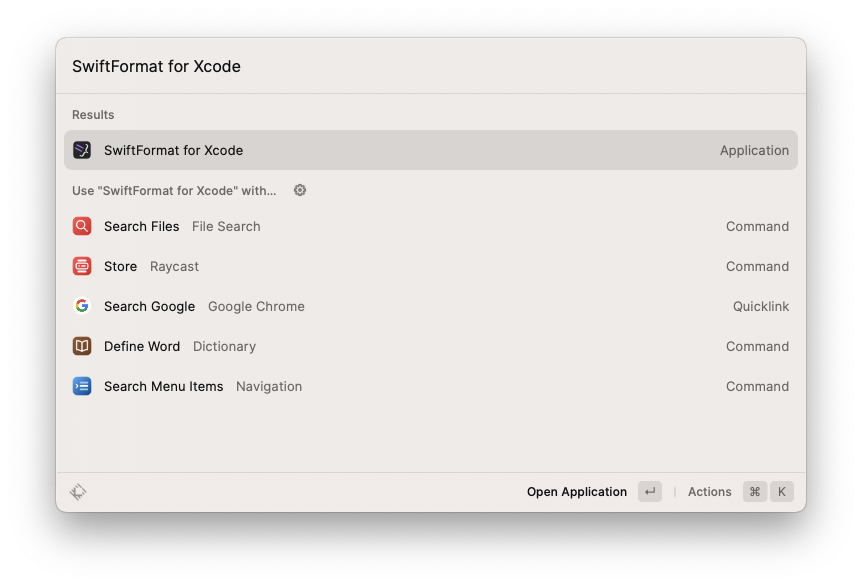 SwiftFormat for Xcode
Results
SwiftFormat for Xcode Application
Use "SwiftFormat for Xcode" with...
Search Files File Search Command
Store Raycast Command
Search Google Google Chrome Quicklink
Define Word Dictionary Command
Search Menu Items Navigation Command
Open Application ↵ | Actions ⌘ K